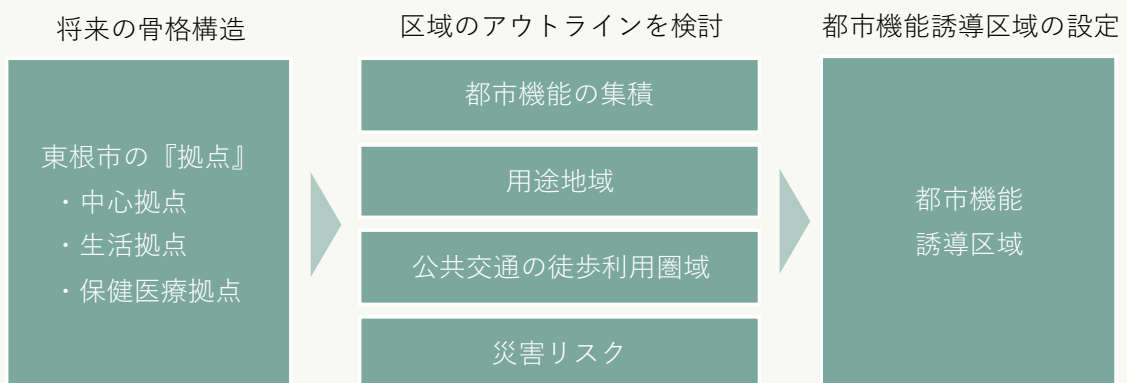 将来の骨格構造
区域のアウトラインを検討
都市機能誘導区域の設定
東根市の『拠点』
・中心拠点
・生活拠点
・保健医療拠点
都市機能の集積
用途地域
公共交通の徒歩利用圏域
災害リスク
都市機能
誘導区域